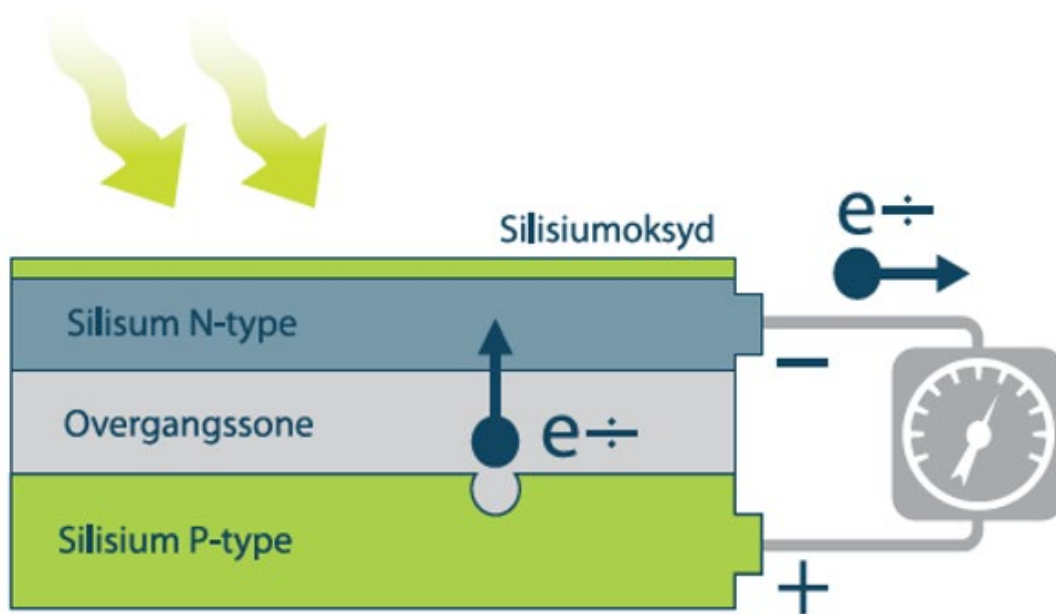 Silisiumoksyd
e÷
Silisum N-type
−
Overgangssone
e÷
Silisium P-type
+